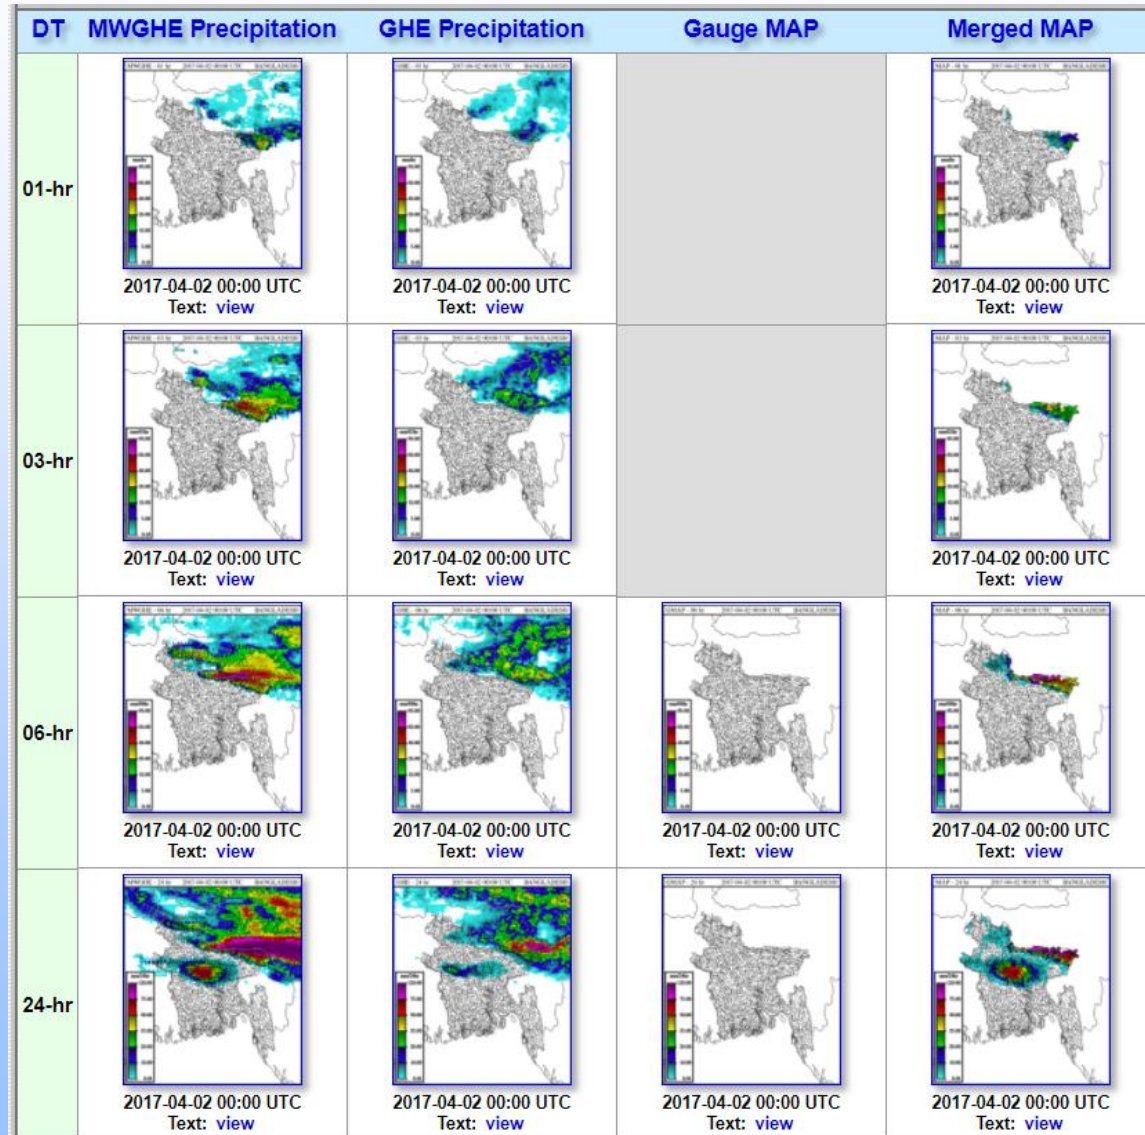 DT MWGHE Precipitation GHE Precipitation Gauge MAP Merged MAP
01-hr
2017-04-02 00:00 UTC 2017-04-02 00:00 UTC 2017-04-02 00:00 UTC
Text: view Text: view Text: view
03-hr
2017-04-02 00:00 UTC 2017-04-02 00:00 UTC 2017-04-02 00:00 UTC
Text: view Text: view Text: view
06-hr
2017-04-02 00:00 UTC 2017-04-02 00:00 UTC 2017-04-02 00:00 UTC 2017-04-02 00:00 UTC
Text: view Text: view Text: view Text: view
24-hr
2017-04-02 00:00 UTC 2017-04-02 00:00 UTC 2017-04-02 00:00 UTC 2017-04-02 00:00 UTC
Text: view Text: view Text: view Text: view